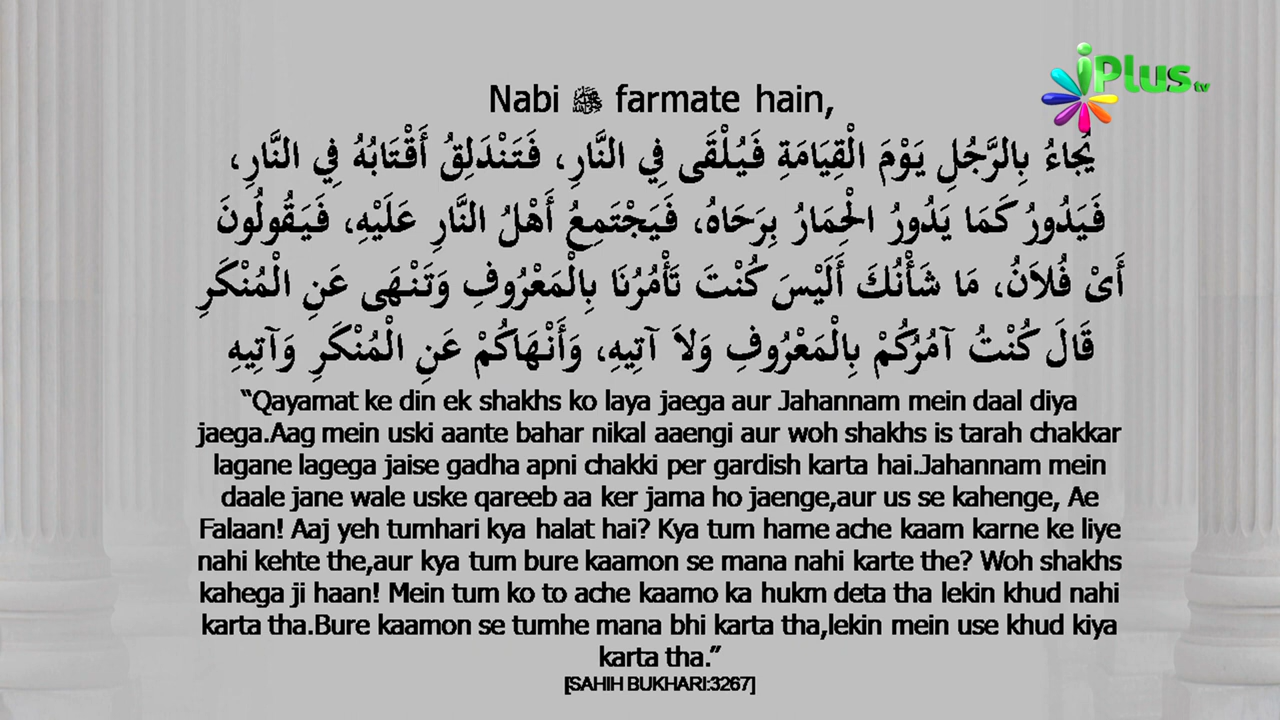 iPlus tv
Nabi ﷺ farmate hain,
يُجَاءُ بِالرَّجُلِ يَوْمَ الْقِيَامَةِ فَيُلْقَى فِي النَّارِ، فَتَنْدَلِقُ أَقْتَابُهُ فِي النَّارِ،
فَيَدُورُ كَمَا يَدُورُ الْحِمَارُ بِرَحَاهُ، فَيَجْتَمِعُ أَهْلُ النَّارِ عَلَيْهِ، فَيَقُولُونَ
أَىْ فُلاَنُ، مَا شَأْنُكَ أَلَيْسَ كُنْتَ تَأْمُرُنَا بِالْمَعْرُوفِ وَتَنْهَى عَنِ الْمُنْكَرِ
قَالَ كُنْتُ آمُرُكُمْ بِالْمَعْرُوفِ وَلاَ آتِيهِ، وَأَنْهَاكُمْ عَنِ الْمُنْكَرِ وَآتِيهِ
“Qayamat ke din ek shakhs ko laya jaega aur Jahannam mein daal diya
jaega.Aag mein uski aante bahar nikal aaengi aur woh shakhs is tarah chakkar
lagane lagega jaise gadha apni chakki per gardish karta hai.Jahannam mein
daale jane wale uske qareeb aa ker jama ho jaenge,aur us se kahenge, Ae
Falaan! Aaj yeh tumhari kya halat hai? Kya tum hame ache kaam karne ke liye
nahi kehte the,aur kya tum bure kaamon se mana nahi karte the? Woh shakhs
kahega ji haan! Mein tum ko to ache kaamo ka hukm deta tha lekin khud nahi
karta tha.Bure kaamon se tumhe mana bhi karta tha,lekin mein use khud kiya
karta tha.”
[SAHIH BUKHARI:3267]